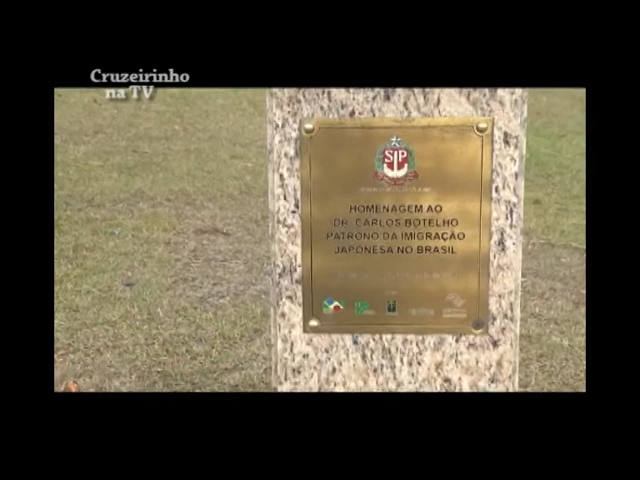 Cruzeirinho
na TV
SP
HOMENAGEM AO
DR. CARLOS BOTELHO
PATRONO DA IMIGRAÇÃO
JAPONESA NO BRASIL